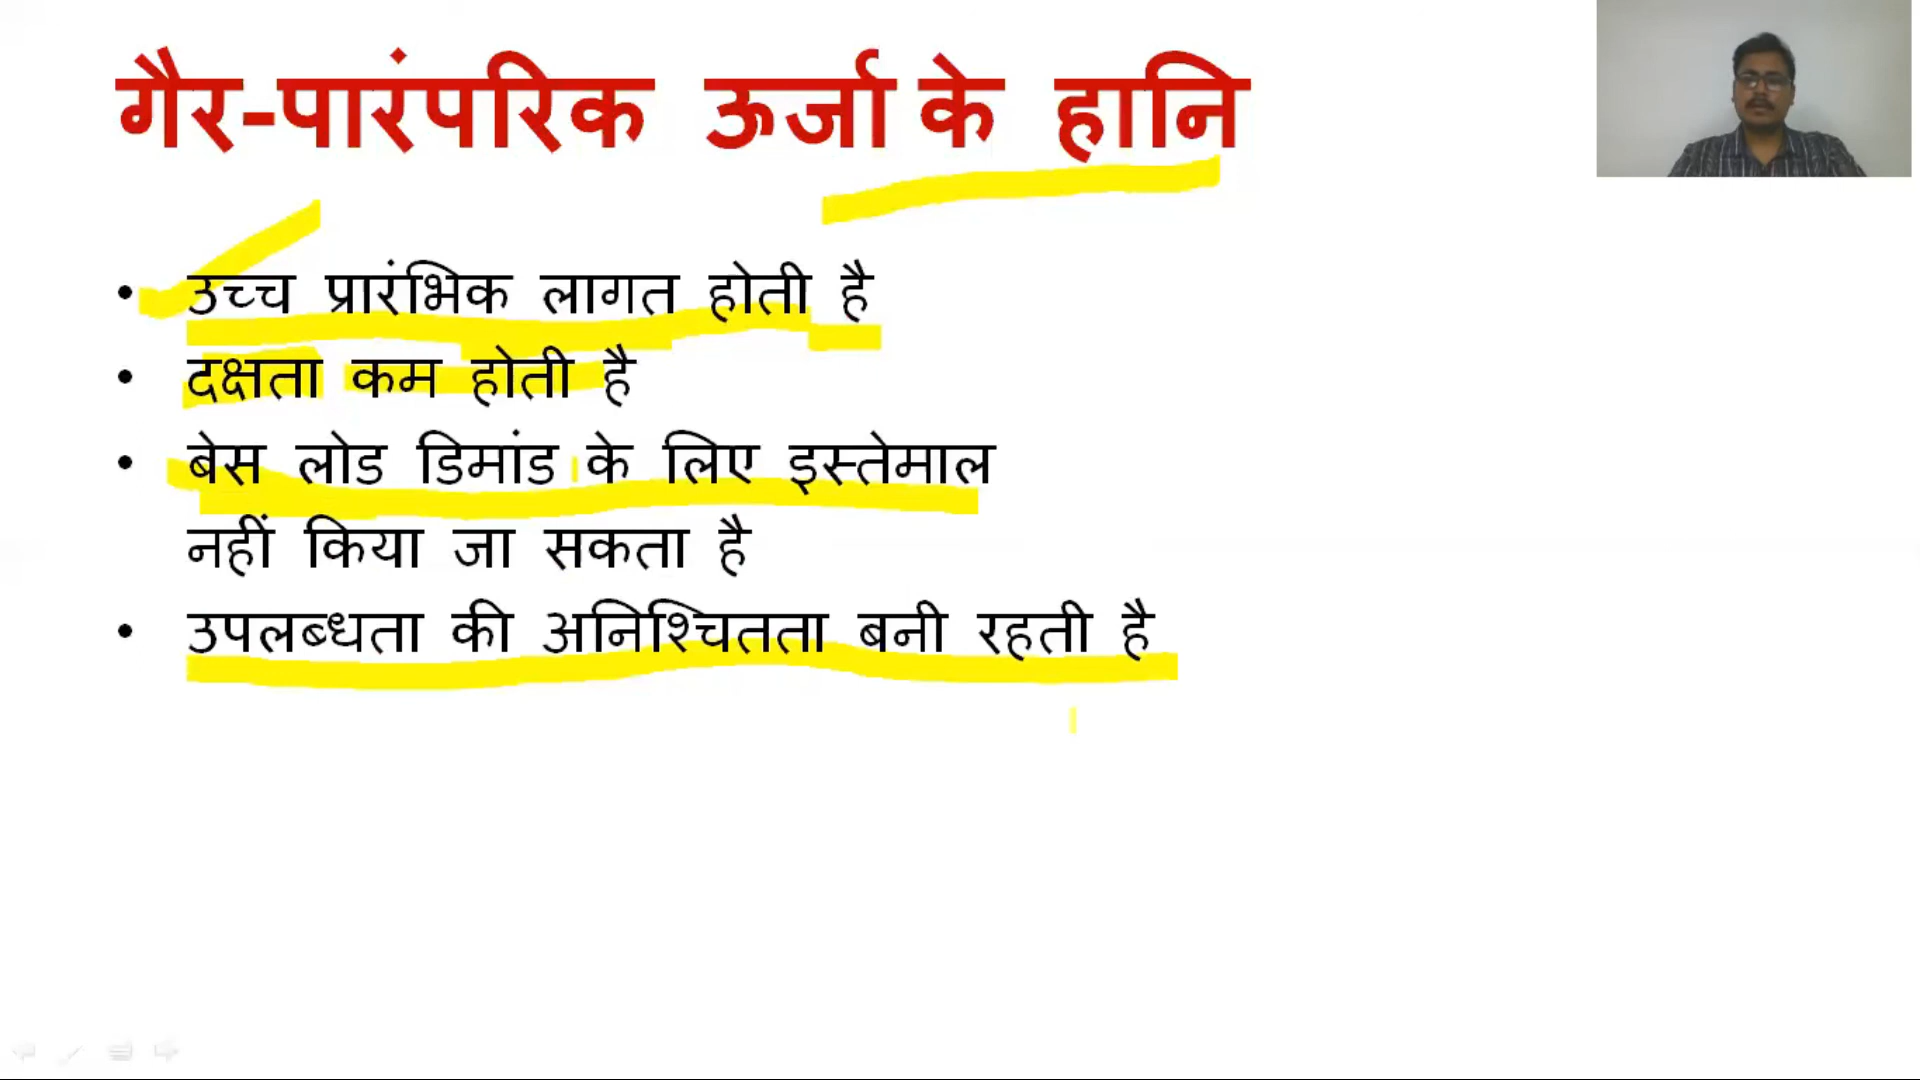 गैर-पारंपरिक ऊर्जा के हानि
• उच्च प्रारंभिक लागत होती है
• दक्षता कम होती है
• बेस लोड डिमांड के लिए इस्तेमाल
नहीं किया जा सकता है
• उपलब्धता की अनिश्चितता बनी रहती है